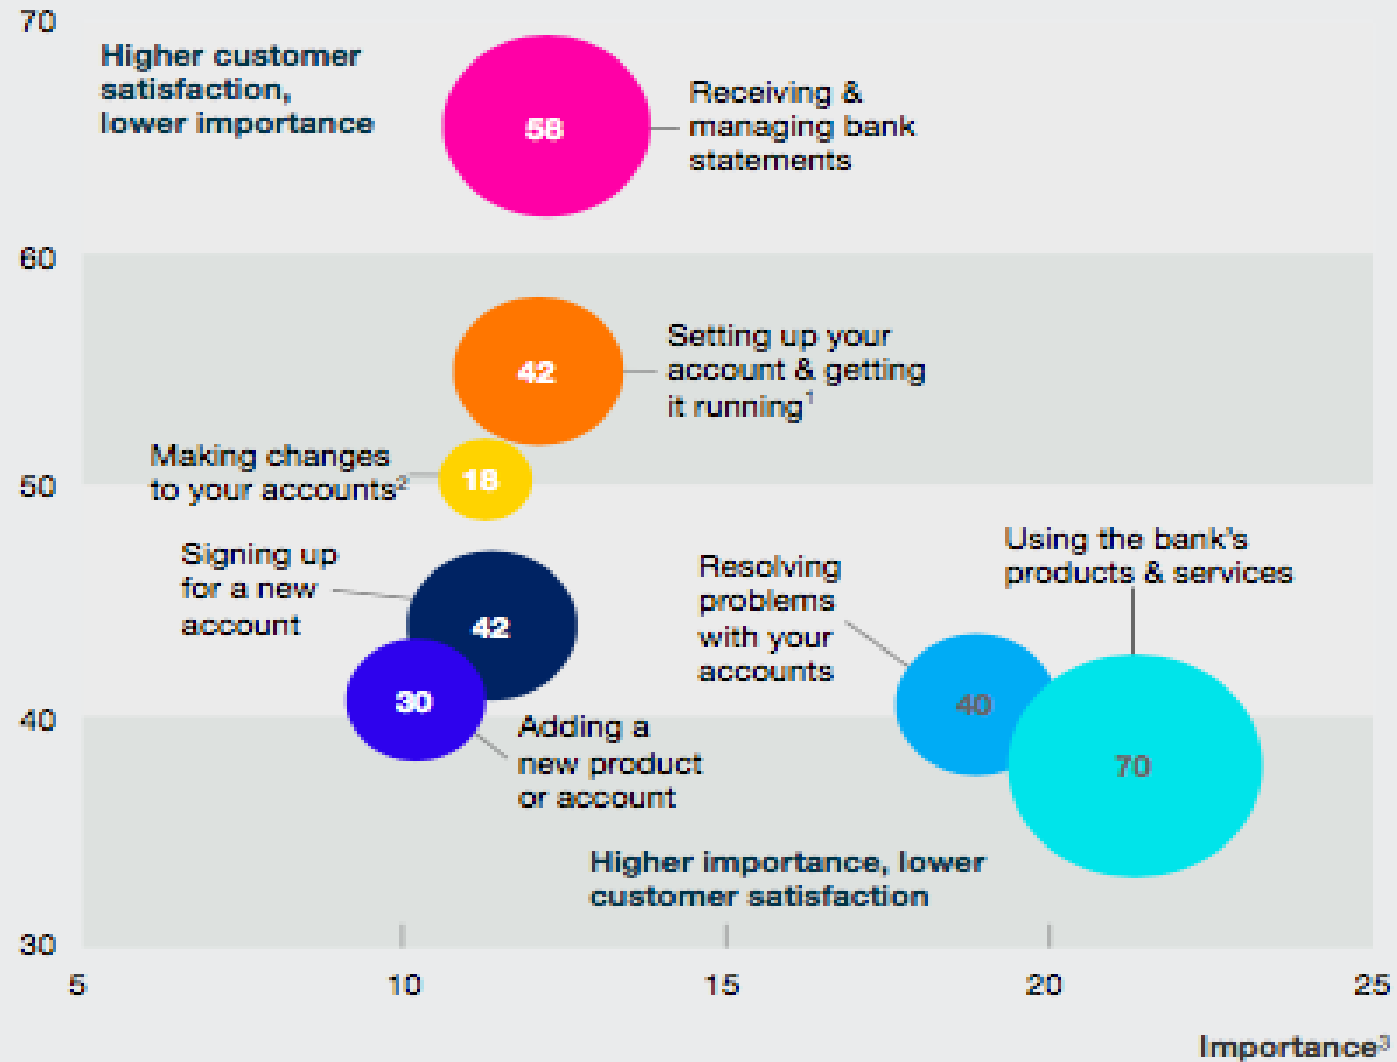 70
Higher customer
satisfaction,
lower importance
58
Receiving &
managing bank
statements
60
42
Setting up your
account & getting
it running¹
Making changes
to your accounts²
18
50
Signing up
for a new
account
42
Resolving
problems
with your
accounts
Using the bank's
products & services
30
40
70
40
Adding a
new product
or account
Higher importance, lower
customer satisfaction
30
5 10 15 20 25
Importance³